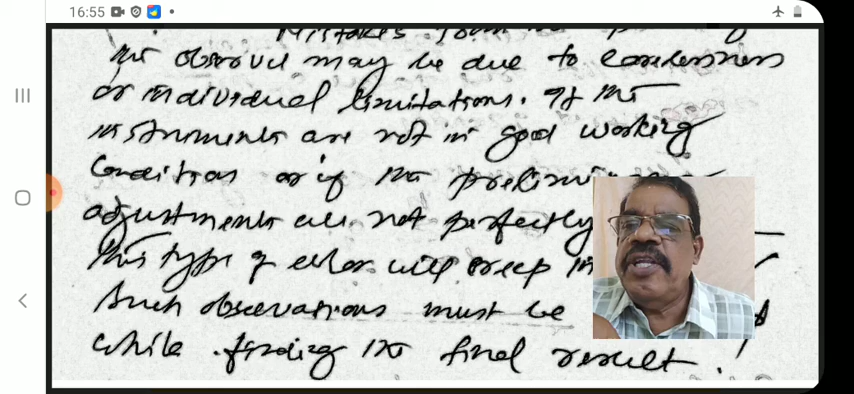 16:55
Mistakes
the observer may be due to carelessness
or individual limitations. If the
instruments are not in good working
Condition or if the
adjustments are not perfectly
This type of error will creep in
Such observations must be
while finding the final result.